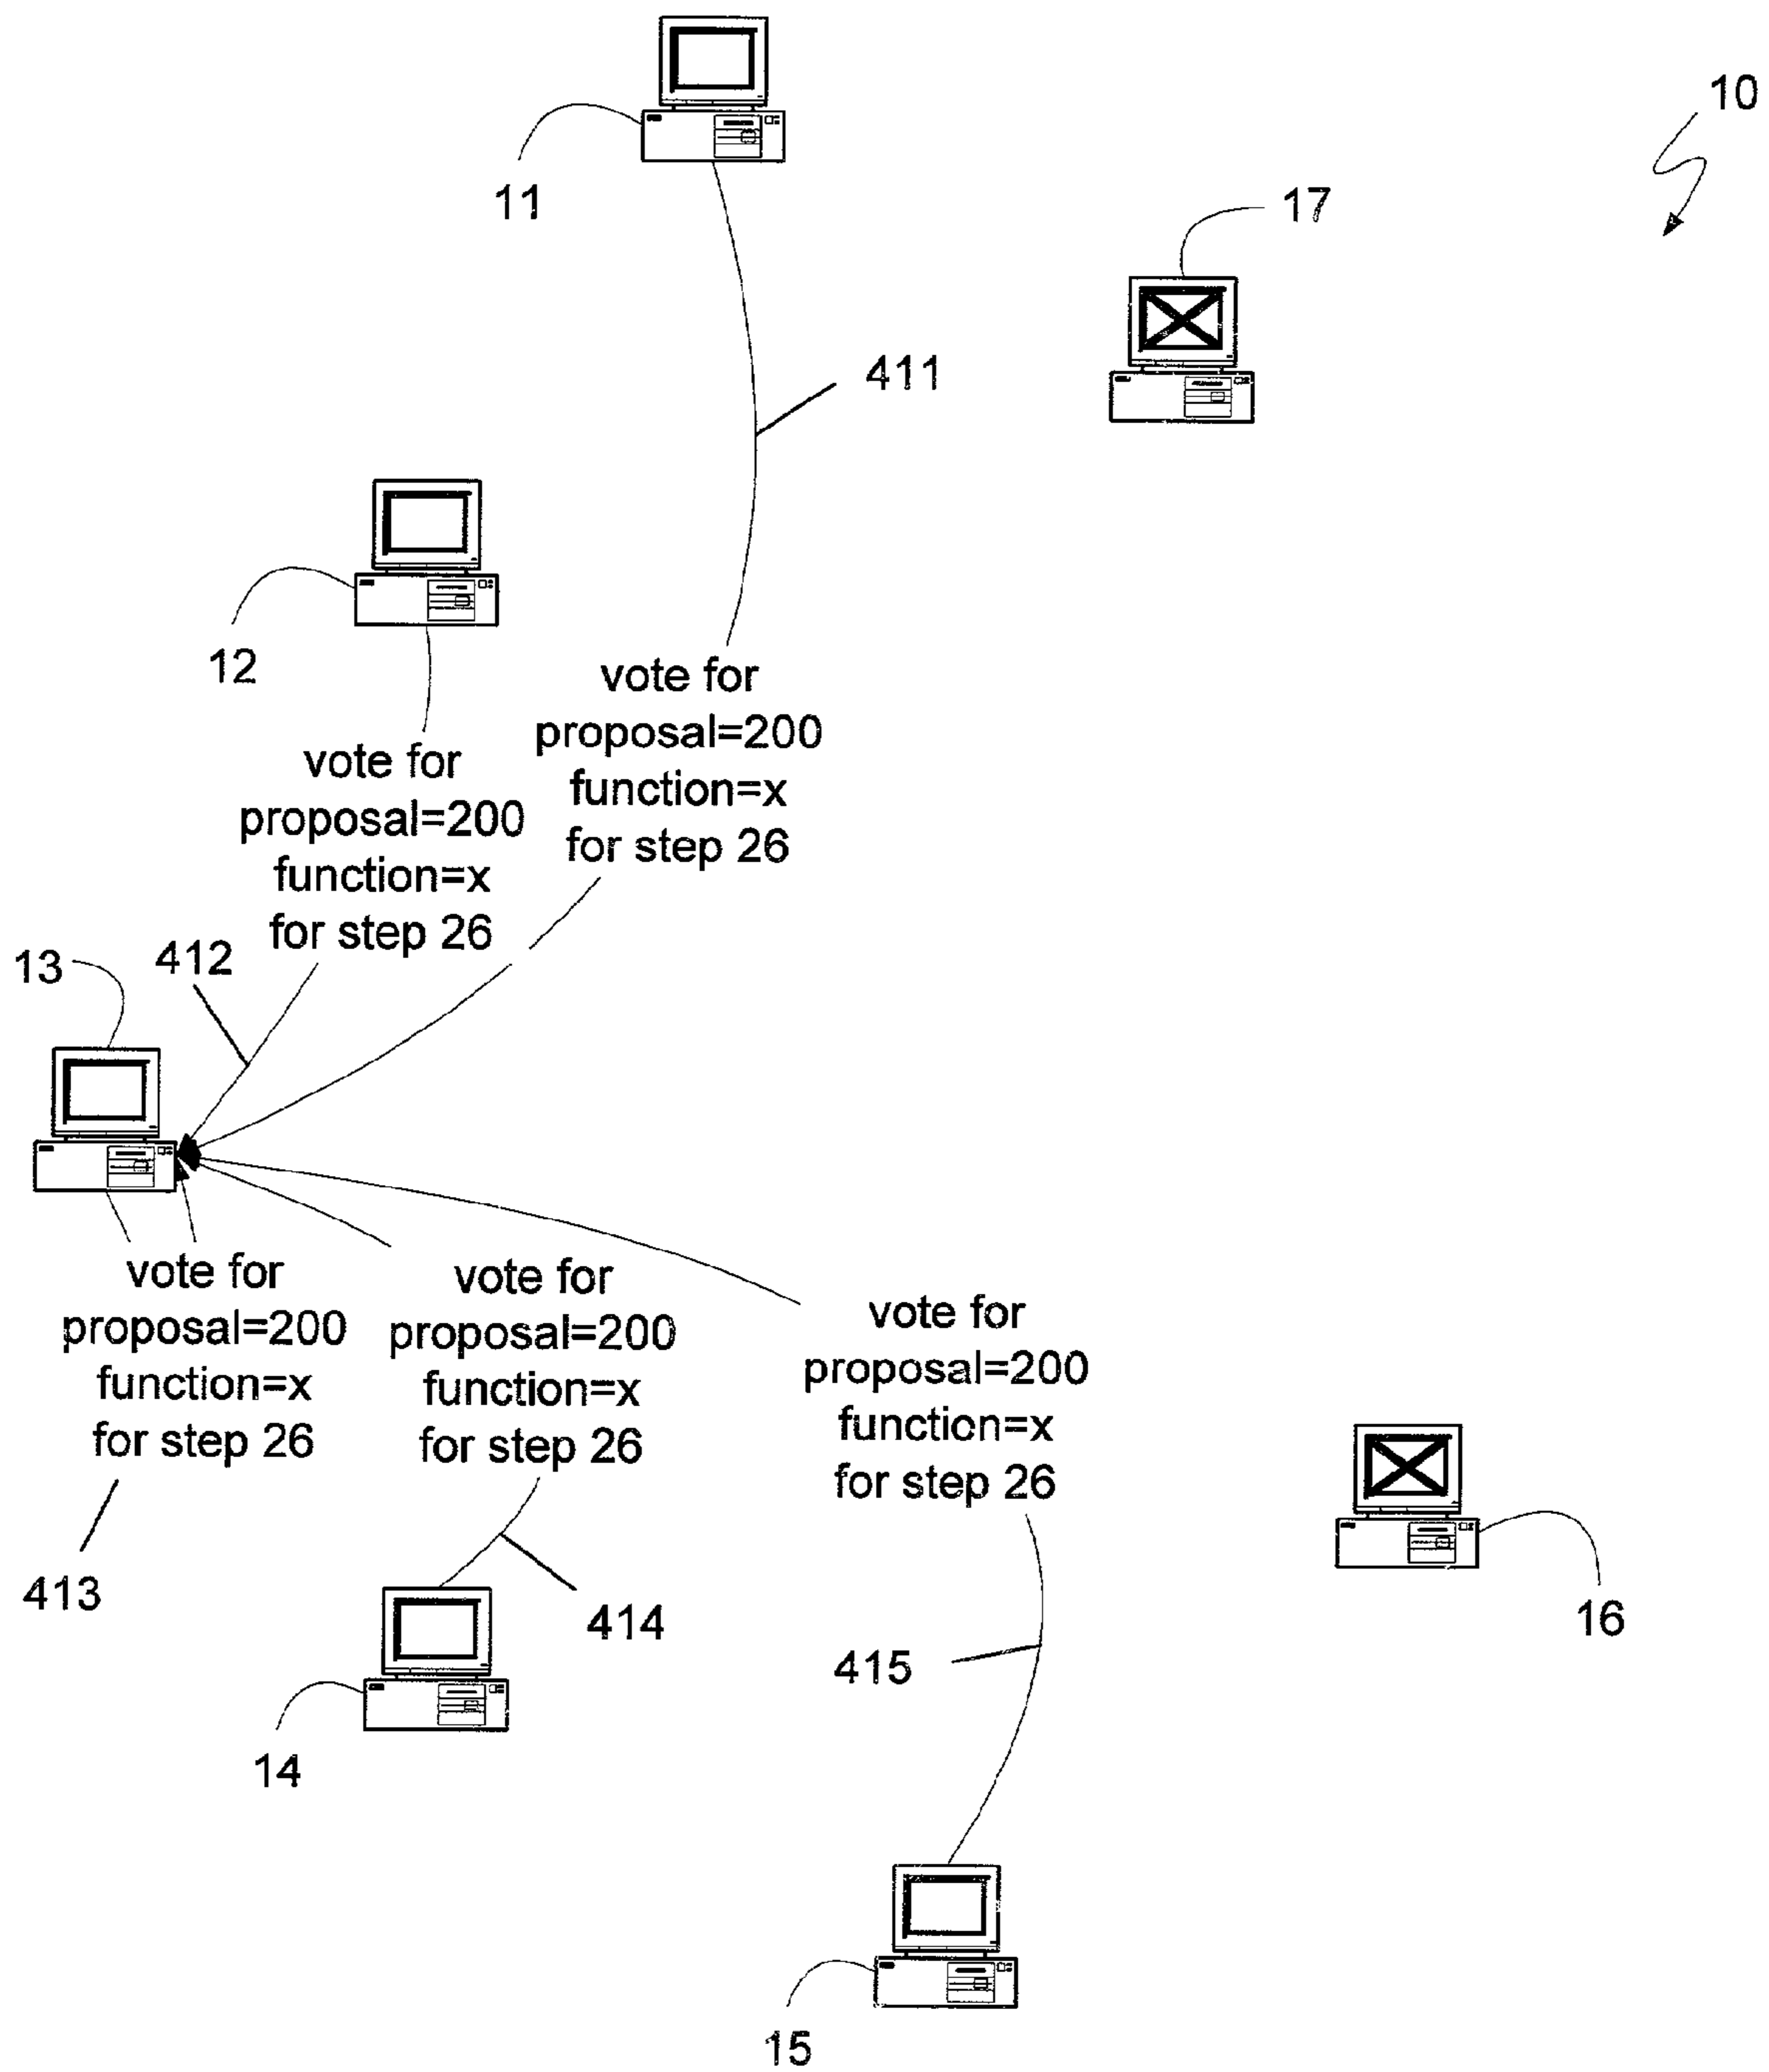 10
11
17
411
12
vote for
proposal=200
function=x
for step 26
vote for
proposal=200
function=x
for step 26
13
412
vote for
proposal=200
function=x
for step 26
413
vote for
proposal=200
function=x
for step 26
414
vote for
proposal=200
function=x
for step 26
415
16
14
15